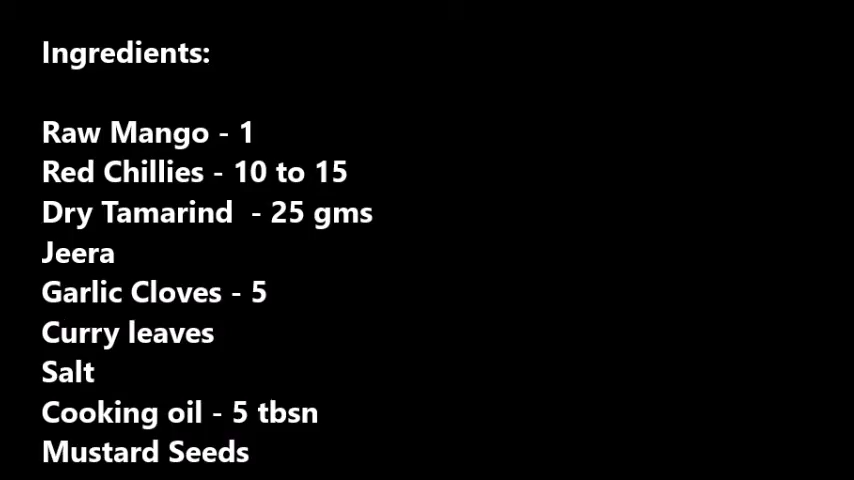 Ingredients:
Raw Mango - 1
Red Chillies - 10 to 15
Dry Tamarind  - 25 gms
Jeera
Garlic Cloves - 5
Curry leaves
Salt
Cooking oil - 5 tbsn
Mustard Seeds